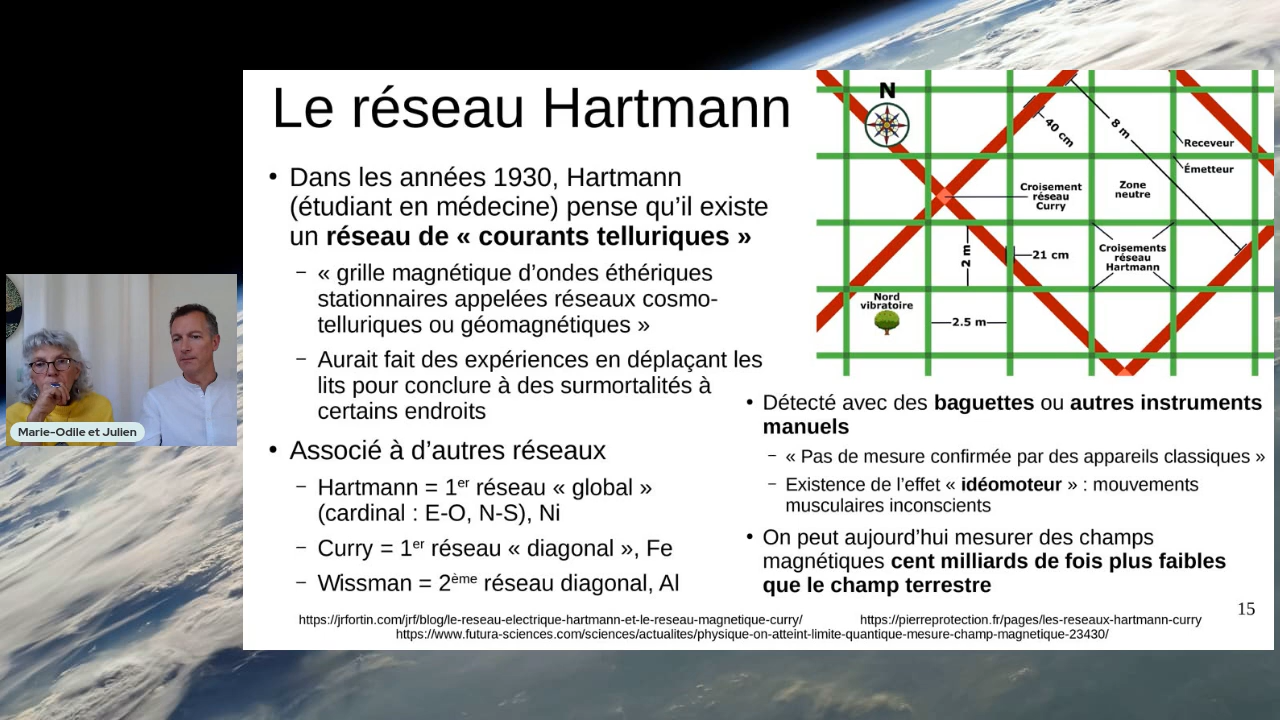 Le réseau Hartmann
• Dans les années 1930, Hartmann
(étudiant en médecine) pense qu’il existe
un réseau de « courants telluriques »
– « grille magnétique d’ondes éthériques
stationnaires appelées réseaux cosmo-
telluriques ou géomagnétiques »
– Aurait fait des expériences en déplaçant les
lits pour conclure à des surmortalités à
certains endroits
• Associé à d’autres réseaux
– Hartmann = 1er réseau « global »
(cardinal : E-O, N-S), Ni
– Curry = 1er réseau « diagonal », Fe
– Wissman = 2ème réseau diagonal, Al
N
40 cm
8 m
Receveur
Émetteur
Croisement
réseau
Curry
Zone
neutre
2 m
21 cm
Croisements
réseau
Hartmann
Nord
vibratoire
2.5 m
• Détecté avec des baguettes ou autres instruments
manuels
– « Pas de mesure confirmée par des appareils classiques »
– Existence de l’effet « idéomoteur » : mouvements
musculaires inconscients
• On peut aujourd’hui mesurer des champs
magnétiques cent milliards de fois plus faibles
que le champ terrestre
15
https://jrfortin.com/jrf/blog/le-reseau-electrique-hartmann-et-le-reseau-magnetique-curry/
https://pierreprotection.fr/pages/les-reseaux-hartmann-curry
https://www.futura-sciences.com/sciences/actualites/physique-on-atteint-limite-quantique-mesure-champ-magnetique-23430/
Marie-Odile et Julien